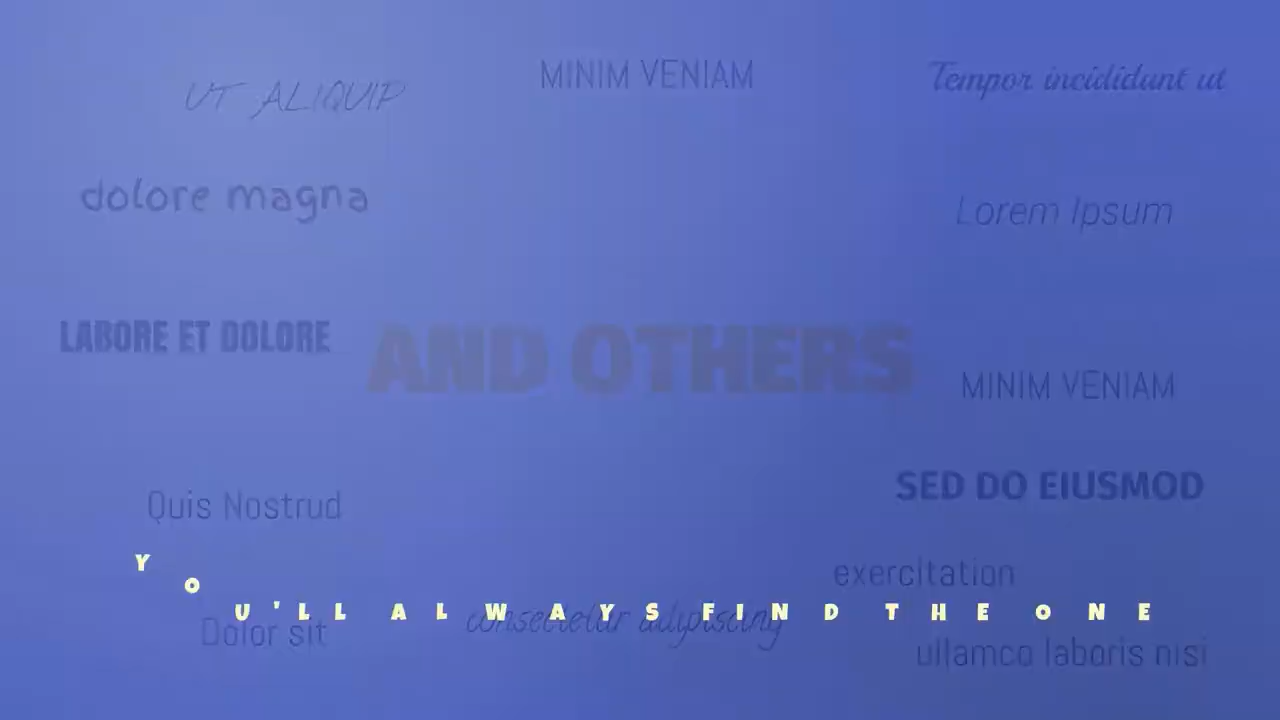 UT ALIQUIP
MINIM VENIAM
Tempor incididunt ut
dolore magna
Lorem Ipsum
LABORE ET DOLORE
AND OTHERS
MINIM VENIAM
SED DO EIUSMOD
Quis Nostrud
exercitation
YOU'LL ALWAYS FIND THE ONE
Dolor sit
consectetur adipiscing
ullamco laboris nisi